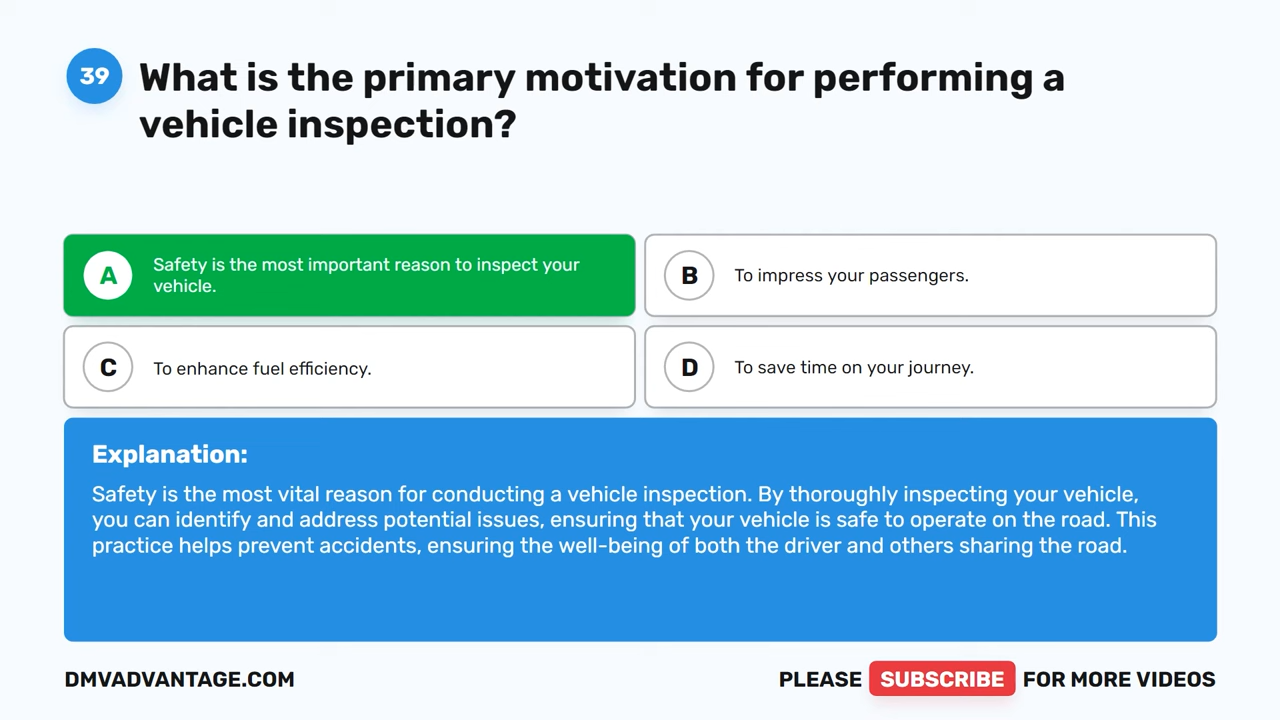 39
What is the primary motivation for performing a
vehicle inspection?
A
Safety is the most important reason to inspect your
vehicle.
B
To impress your passengers.
C
To enhance fuel efficiency.
D
To save time on your journey.
Explanation:
Safety is the most vital reason for conducting a vehicle inspection. By thoroughly inspecting your vehicle,
you can identify and address potential issues, ensuring that your vehicle is safe to operate on the road. This
practice helps prevent accidents, ensuring the well-being of both the driver and others sharing the road.
DMVADVANTAGE.COM
PLEASE SUBSCRIBE FOR MORE VIDEOS